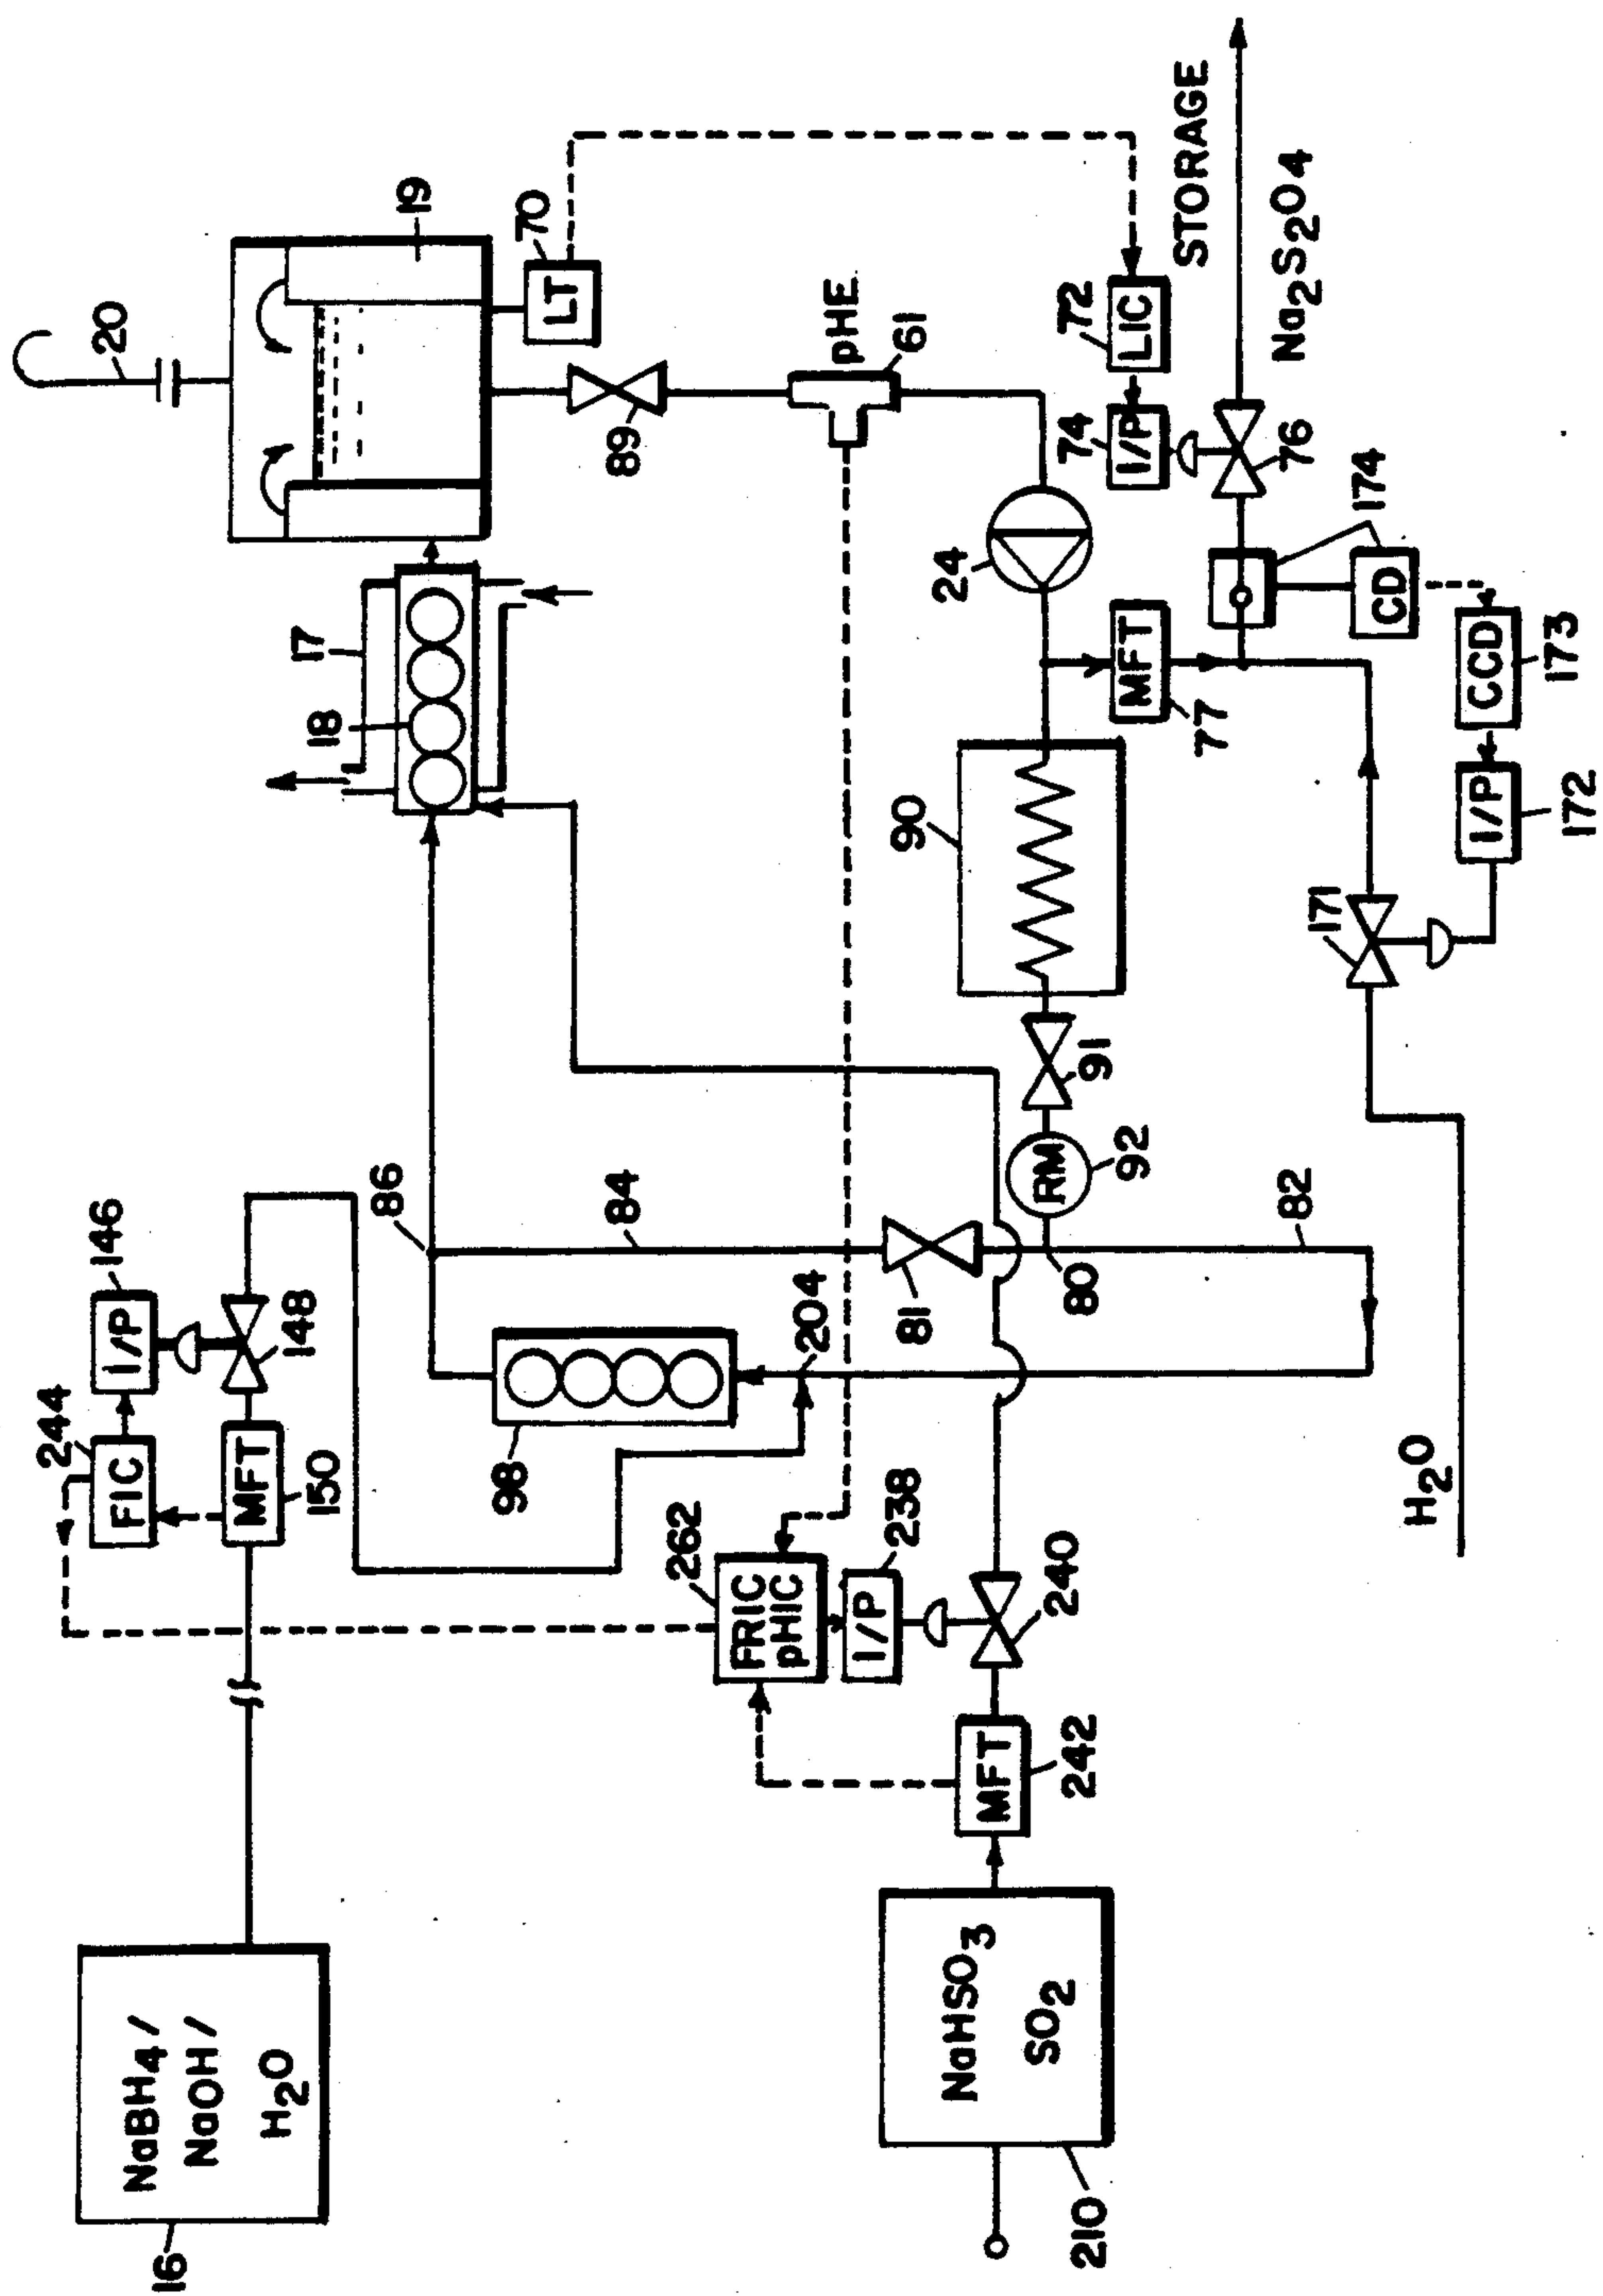 20
19
70
LT
17
18
89
pHE
61
72
LIC
74
I/P
STORAGE
Na2S2O4
76
24
MFT
77
174
CD
CCD
173
I/P
172
171
90
91
RM
92
86
84
81
80
82
204
98
146
I/P
148
244
FIC
MFT
150
262
FRIC
pHIC
238
I/P
240
MFT
242
H2O
NaBH4/
NaOH/
H2O
16
NaHSO3
SO2
210